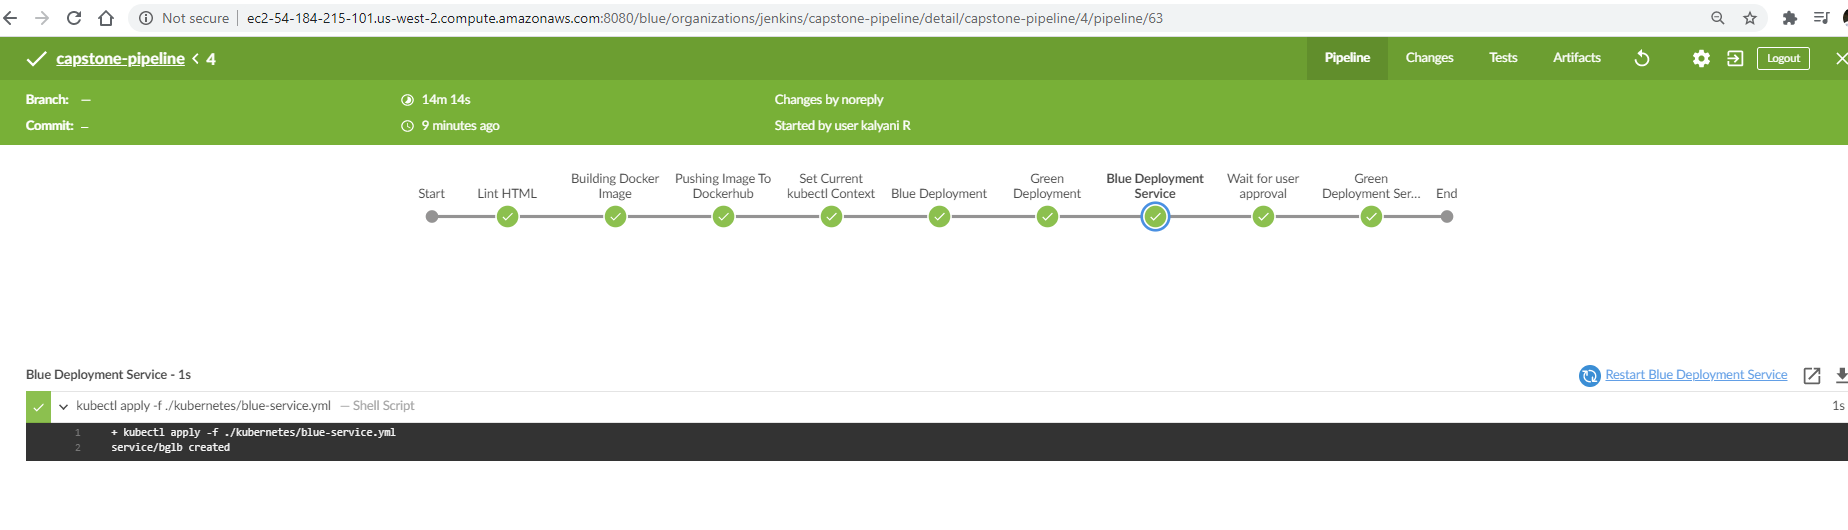 Not secure | ec2-54-184-215-101.us-west-2.compute.amazonaws.com:8080/blue/organizations/jenkins/capstone-pipeline/detail/capstone-pipeline/4/pipeline/63
capstone-pipeline < 4
Pipeline Changes Tests Artifacts Logout
Branch: — 14m 14s Changes by noreply
Commit: – 9 minutes ago Started by user kalyani R
Start
Lint HTML
Building Docker
Image
Pushing Image To
Dockerhub
Set Current
kubectl Context
Blue Deployment
Green
Deployment
Blue Deployment
Service
Wait for user
approval
Green
Deployment Ser...
End
Blue Deployment Service - 1s Restart Blue Deployment Service
kubectl apply -f ./kubernetes/blue-service.yml — Shell Script 1s
1 + kubectl apply -f ./kubernetes/blue-service.yml
2 service/bglb created